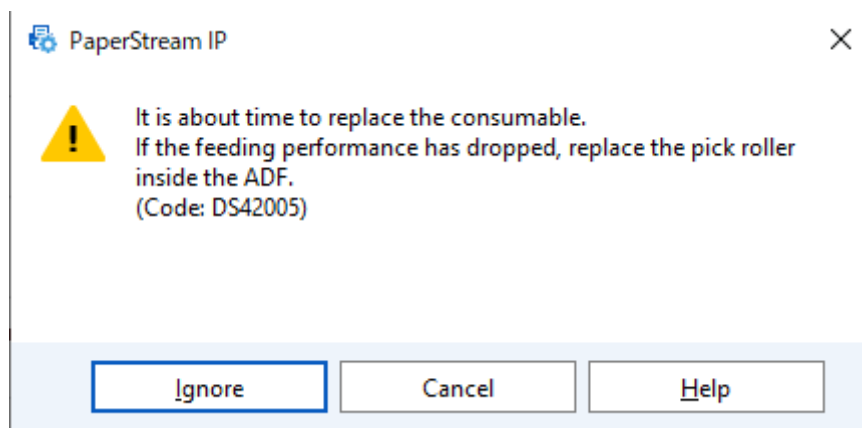 PaperStream IP
It is about time to replace the consumable.
If the feeding performance has dropped, replace the pick roller
inside the ADF.
(Code: DS42005)
Ignore
Cancel
Help